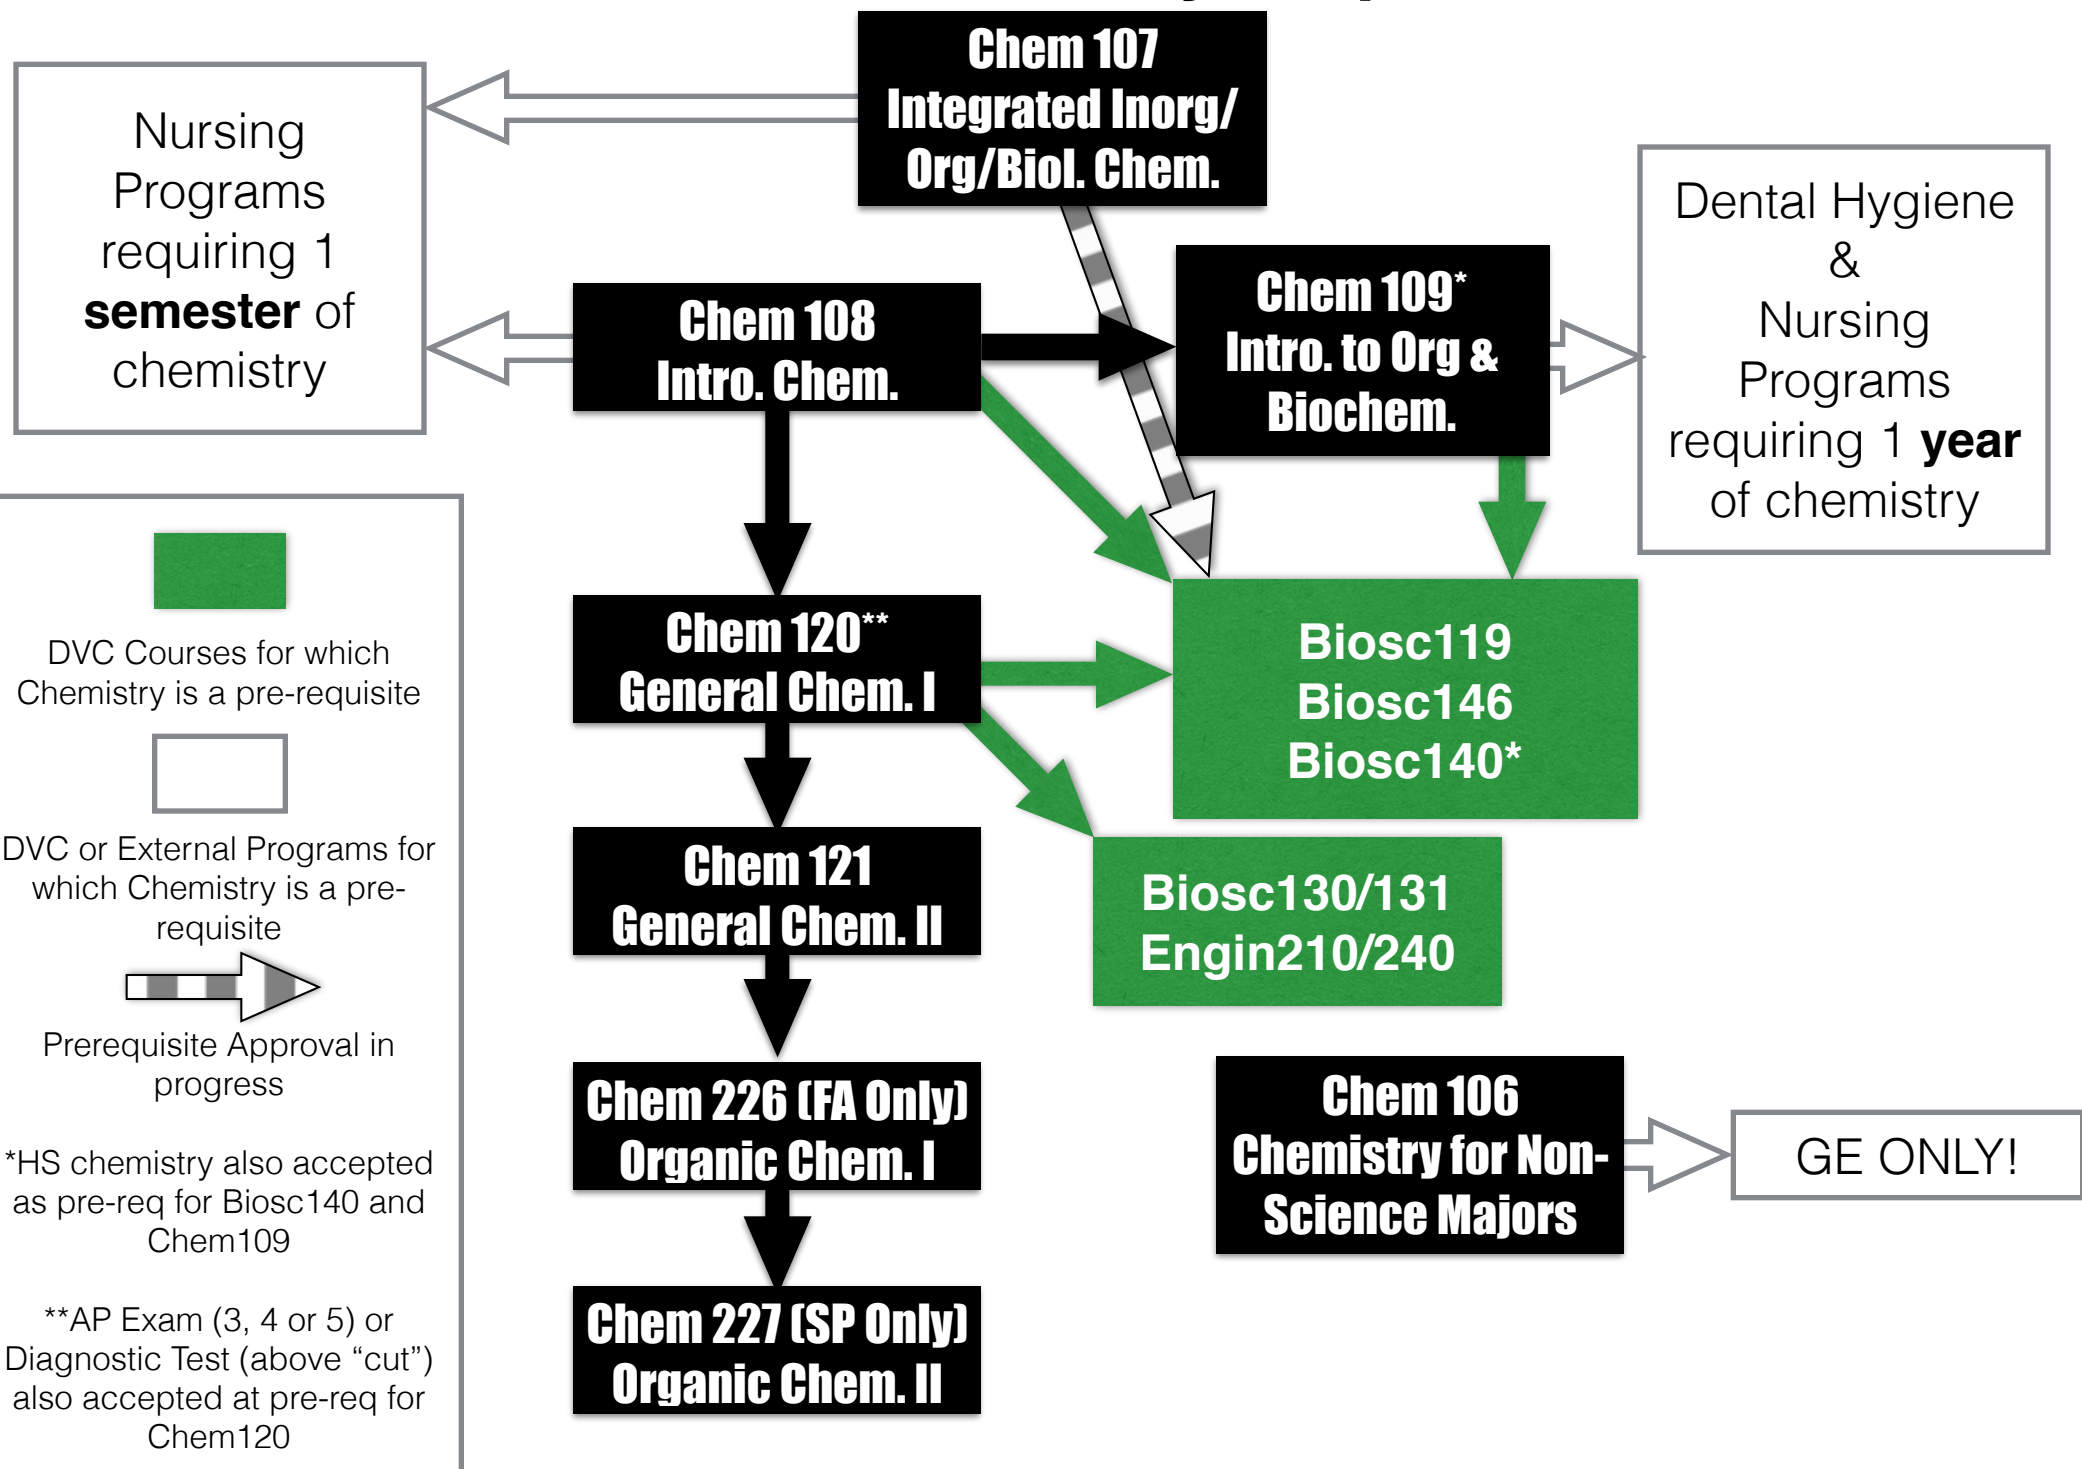 Chem 107
Integrated Inorg/
Org/Biol. Chem.
Nursing
Programs
requiring 1
semester of
chemistry
Dental Hygiene
&
Nursing
Programs
requiring 1 year
of chemistry
Chem 108
Intro. Chem.
Chem 109*
Intro. to Org &
Biochem.
DVC Courses for which
Chemistry is a pre-requisite
DVC or External Programs for
which Chemistry is a pre-
requisite
Prerequisite Approval in
progress
*HS chemistry also accepted
as pre-req for Biosc140 and
Chem109
**AP Exam (3, 4 or 5) or
Diagnostic Test (above “cut”)
also accepted at pre-req for
Chem120
Chem 120**
General Chem. I
Biosc119
Biosc146
Biosc140*
Chem 121
General Chem. II
Biosc130/131
Engin210/240
Chem 226 (FA Only)
Organic Chem. I
Chem 106
Chemistry for Non-
Science Majors
GE ONLY!
Chem 227 (SP Only)
Organic Chem. II